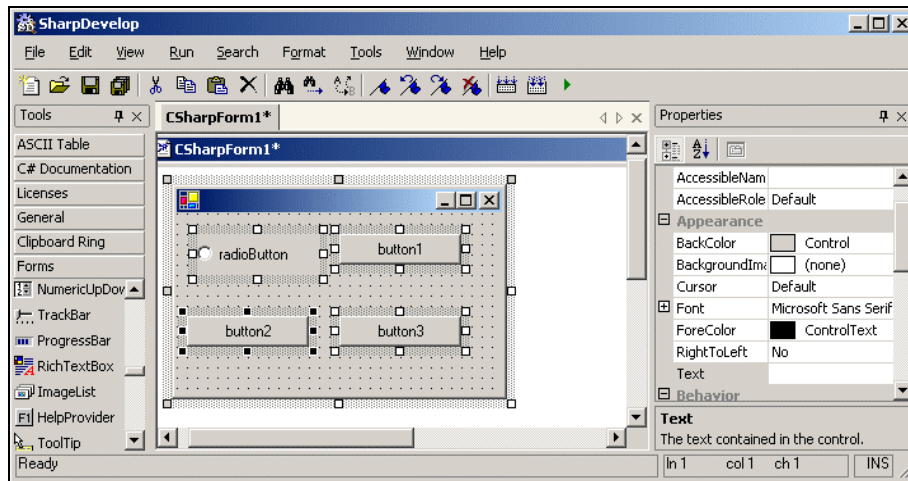 SharpDevelop
File Edit View Run Search Format Tools Window Help
Tools
CSharpForm1*
Properties
ASCII Table
C# Documentation
Licenses
General
Clipboard Ring
Forms
NumericUpDow
TrackBar
ProgressBar
RichTextBox
ImageList
F1 HelpProvider
ToolTip
CSharpForm1*
radioButton
button1
button2
button3
AccessibleNam
AccessibleRole Default
Appearance
BackColor Control
BackgroundIma (none)
Cursor Default
Font Microsoft Sans Serif
ForeColor ControlText
RightToLeft No
Text
Behavior
Text
The text contained in the control.
Ready
ln 1 col 1 ch 1 INS